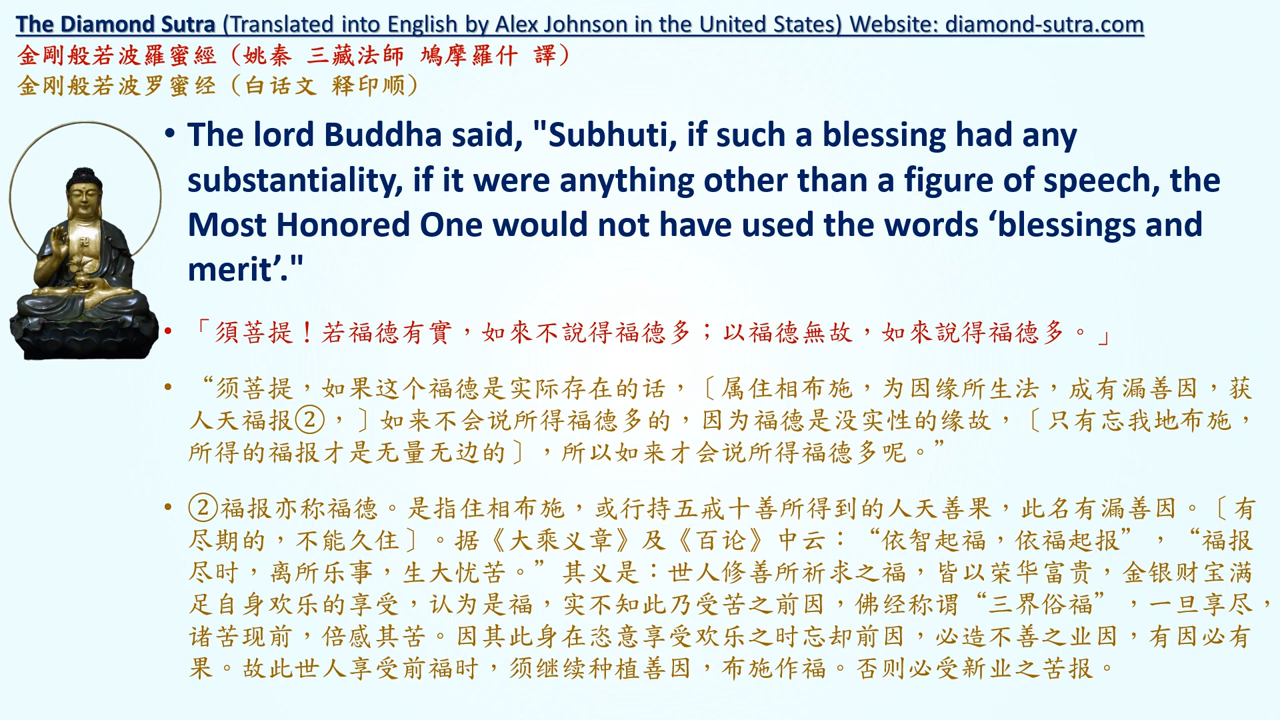 The Diamond Sutra (Translated into English by Alex Johnson in the United States) Website: diamond-sutra.com
金剛般若波羅蜜經（姚秦 三藏法師 鳩摩羅什 譯）
金刚般若波罗蜜经（白话文 释印顺）
• The lord Buddha said, "Subhuti, if such a blessing had any
substantiality, if it were anything other than a figure of speech, the
Most Honored One would not have used the words ‘blessings and
merit’."
• 「須菩提！若福德有實，如來不說得福德多；以福德無故，如來說得福德多。」
• “须菩提，如果这个福德是实际存在的话，〔属住相布施，为因缘所生法，成有漏善因，获
人天福报②，〕如来不会说所得福德多的，因为福德是没实性的缘故，〔只有忘我地布施，
所得的福报才是无量无边的〕，所以如来才会说所得福德多呢。”
• ②福报亦称福德。是指住相布施，或行持五戒十善所得到的人天善果，此名有漏善因。〔有
尽期的，不能久住〕。据《大乘义章》及《百论》中云：“依智起福，依福起报”，“福报
尽时，离所乐事，生大忧苦。”其义是：世人修善所祈求之福，皆以荣华富贵，金银财宝满
足自身欢乐的享受，认为是福，实不知此乃受苦之前因，佛经称谓“三界俗福”，一旦享尽，
诸苦现前，倍感其苦。因其此身在恣意享受欢乐之时忘却前因，必造不善之业因，有因必有
果。故此世人享受前福时，须继续种植善因，布施作福。否则必受新业之苦报。